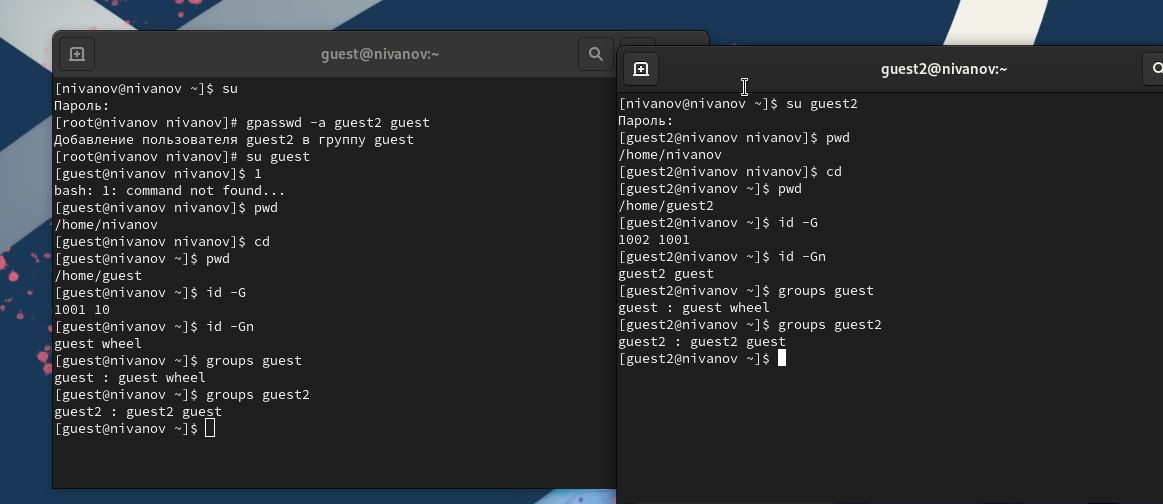 guest@nivanov:~
[nivanov@nivanov ~]$ su
Пароль:
[root@nivanov nivanov]# gpasswd -a guest2 guest
Добавление пользователя guest2 в группу guest
[root@nivanov nivanov]# su guest
[guest@nivanov nivanov]$ 1
bash: 1: command not found...
[guest@nivanov nivanov]$ pwd
/home/nivanov
[guest@nivanov nivanov]$ cd
[guest@nivanov ~]$ pwd
/home/guest
[guest@nivanov ~]$ id -G
1001 10
[guest@nivanov ~]$ id -Gn
guest wheel
[guest@nivanov ~]$ groups guest
guest : guest wheel
[guest@nivanov ~]$ groups guest2
guest2 : guest2 guest
[guest@nivanov ~]$
guest2@nivanov:~
[nivanov@nivanov ~]$ su guest2
Пароль:
[guest2@nivanov nivanov]$ pwd
/home/nivanov
[guest2@nivanov nivanov]$ cd
[guest2@nivanov ~]$ pwd
/home/guest2
[guest2@nivanov ~]$ id -G
1002 1001
[guest2@nivanov ~]$ id -Gn
guest2 guest
[guest2@nivanov ~]$ groups guest
guest : guest wheel
[guest2@nivanov ~]$ groups guest2
guest2 : guest2 guest
[guest2@nivanov ~]$